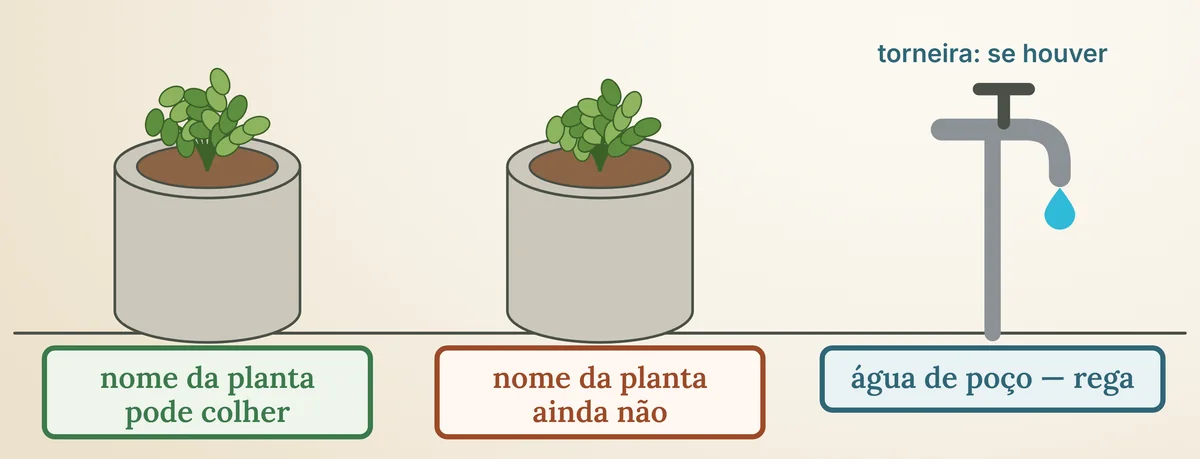 torneira: se houver
nome da planta
pode colher
nome da planta
ainda não
água de poço — rega